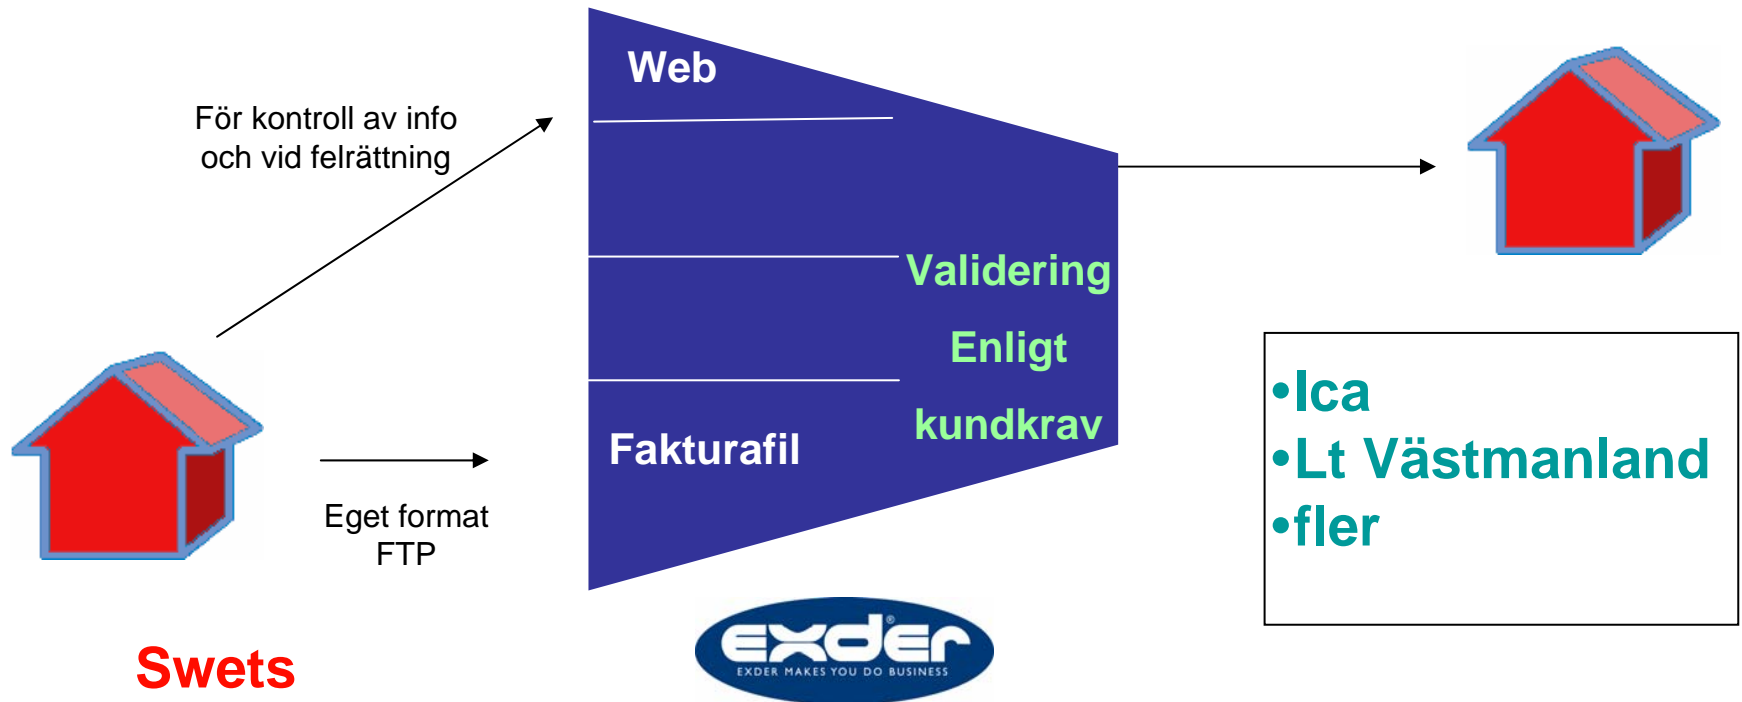 Web
För kontroll av info
och vid felrättning
Validering
Enligt
kundkrav
Fakturafil
Eget format
FTP
Swets
exder®
EXDER MAKES YOU DO BUSINESS
•Ica
•Lt Västmanland
•fler